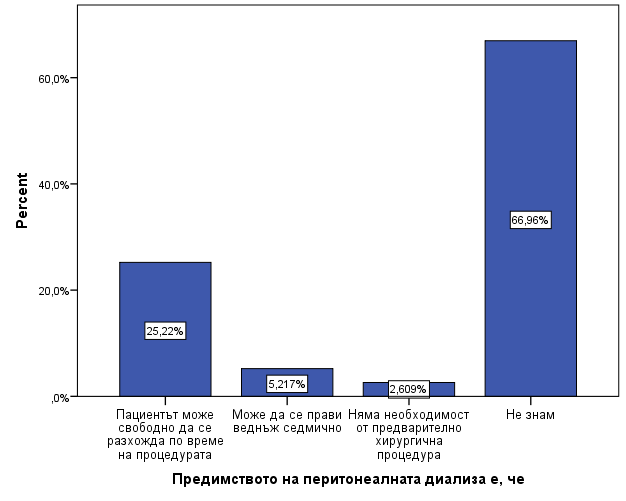 Percent
60,0%
40,0%
20,0%
,0%
25,22%
5,217%
2,609%
66,96%
Пациентът може
свободно да се
разхожда по време
на процедурата
Може да се прави
веднъж седмично
Няма необходимост
от предварително
хирургична
процедура
Не знам
Предимството на перитонеалната диализа е, че